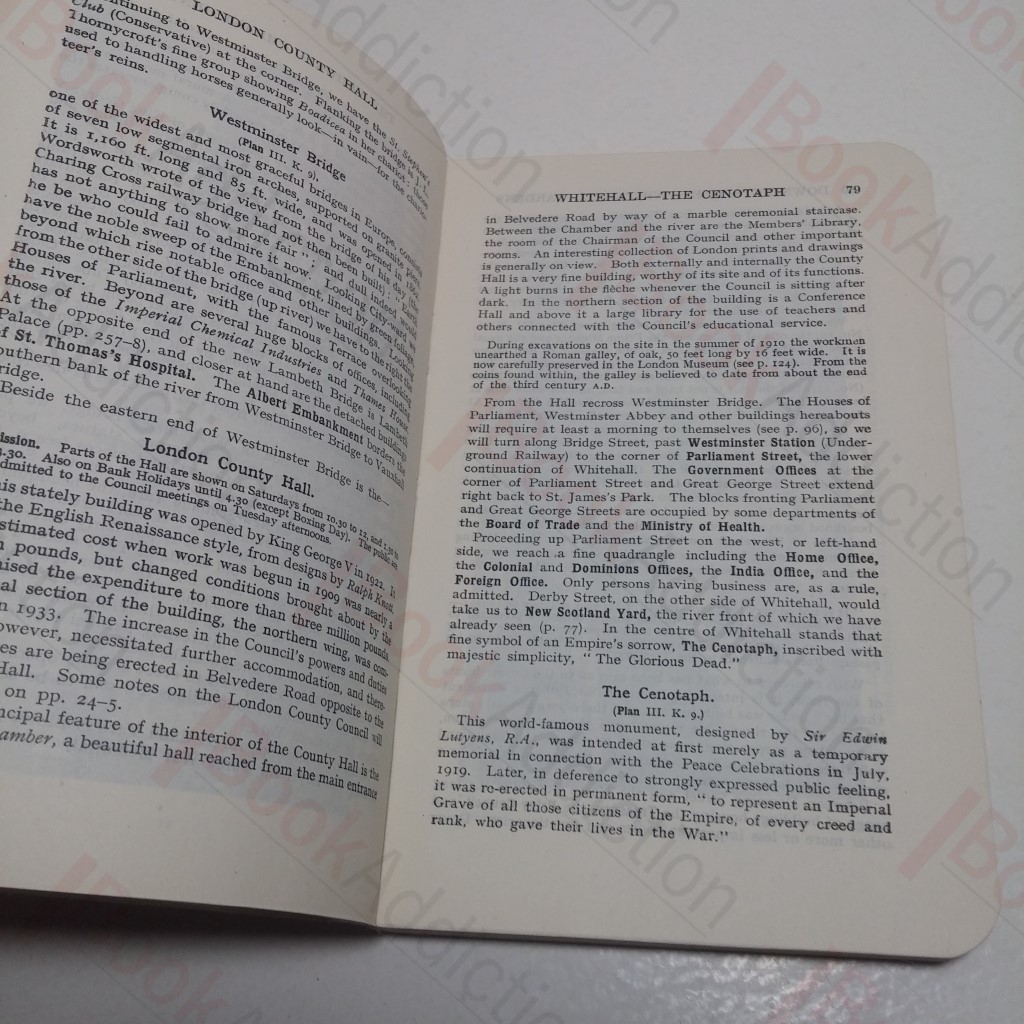 LONDON COUNTY HALL
ntinuing to Westminster Bridge, we have the St. Stephen's
Club (Conservative) at the corner. Flanking the bridge is
Thornycroft's fine group showing Boadicea in her chariot:
used to handling horses generally look—in vain—for the chario-
teer's reins.
Westminster Bridge
(Plan III. K. 9).
one of the widest and most graceful bridges in Europe,
of seven low segmental iron arches, supported on granite piers.
It is 1,160 ft. long and 85 ft. wide, and was opened in
Wordsworth wrote of the view from the bridge of his day (the
Charing Cross railway bridge had not then been built), "Earth
has not anything to show more fair"; and dull indeed would
he be who could fail to admire it now. Looking City-ward we
have the noble sweep of the Embankment, lined by green foliage
beyond which rise notable office and other buildings. Looking
from the other side of the bridge (up river) we have to the right the
Houses of Parliament, with the famous Terrace overlooking
the river. Beyond are several huge blocks of offices, including
those of the Imperial Chemical Industries and Thames House.
At the opposite end of the new Lambeth Bridge is Lambeth
Palace (pp. 257–8), and closer at hand are the detached buildings
of St. Thomas's Hospital. The Albert Embankment borders the
outhern bank of the river from Westminster Bridge to Vauxhall
ridge.
Beside the eastern end of Westminster Bridge is the—
London County Hall.
ission. Parts of the Hall are shown on Saturdays from 10.30 to 12, and 1.30 to
.30. Also on Bank Holidays until 4.30 (except Boxing Day). The public are
dmitted to the Council meetings on Tuesday afternoons.
is stately building was opened by King George V in 1922. In
the English Renaissance style, from designs by Ralph Knott,
stimated cost when work was begun in 1909 was nearly a
n pounds, but changed conditions brought about by the
aised the expenditure to more than three million pounds.
al section of the building, the northern wing, was com-
n 1933. The increase in the Council's powers and duties
owever, necessitated further accommodation, and there-
es are being erected in Belvedere Road opposite to the
Hall. Some notes on the London County Council will
on pp. 24–5.
ncipal feature of the interior of the County Hall is the
amber, a beautiful hall reached from the main entrance
WHITEHALL—THE CENOTAPH 79
in Belvedere Road by way of a marble ceremonial staircase.
Between the Chamber and the river are the Members' Library,
the room of the Chairman of the Council and other important
rooms. An interesting collection of London prints and drawings
is generally on view. Both externally and internally the County
Hall is a very fine building, worthy of its site and of its functions.
A light burns in the flèche whenever the Council is sitting after
dark. In the northern section of the building is a Conference
Hall and above it a large library for the use of teachers and
others connected with the Council's educational service.
During excavations on the site in the summer of 1910 the workmen
unearthed a Roman galley, of oak, 50 feet long by 16 feet wide. It is
now carefully preserved in the London Museum (see p. 124). From the
coins found within, the galley is believed to date from about the end
of the third century A.D.
From the Hall recross Westminster Bridge. The Houses of
Parliament, Westminster Abbey and other buildings hereabouts
will require at least a morning to themselves (see p. 96), so we
will turn along Bridge Street, past Westminster Station (Under-
ground Railway) to the corner of Parliament Street, the lower
continuation of Whitehall. The Government Offices at the
corner of Parliament Street and Great George Street extend
right back to St. James's Park. The blocks fronting Parliament
and Great George Streets are occupied by some departments of
the Board of Trade and the Ministry of Health.
Proceeding up Parliament Street on the west, or left-hand
side, we reach a fine quadrangle including the Home Office,
the Colonial and Dominions Offices, the India Office, and the
Foreign Office. Only persons having business are, as a rule,
admitted. Derby Street, on the other side of Whitehall, would
take us to New Scotland Yard, the river front of which we have
already seen (p. 77). In the centre of Whitehall stands that
fine symbol of an Empire's sorrow, The Cenotaph, inscribed with
majestic simplicity, "The Glorious Dead."
The Cenotaph.
(Plan III. K. 9.)
This world-famous monument, designed by Sir Edwin
Lutyens, R.A., was intended at first merely as a temporary
memorial in connection with the Peace Celebrations in July,
1919. Later, in deference to strongly expressed public feeling,
it was re-erected in permanent form, "to represent an Imperial
Grave of all those citizens of the Empire, of every creed and
rank, who gave their lives in the War."
BookAddiction